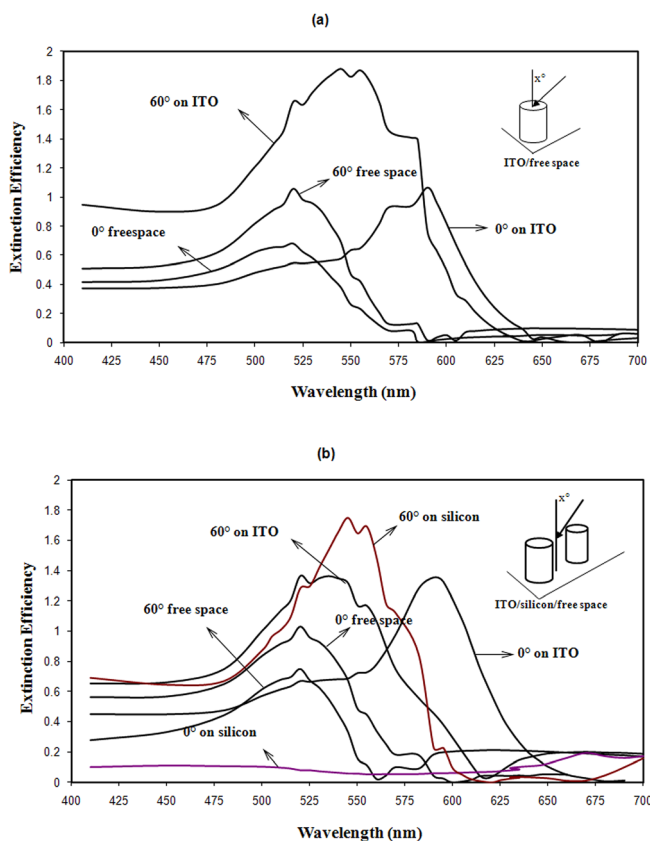 (a)
Extinction Efficiency
2
1.8
1.6
1.4
1.2
1
0.8
0.6
0.4
0.2
0
60° on ITO
60° free space
0° freespace
0° on ITO
x°
ITO/free space
400 425 450 475 500 525 550 575 600 625 650 675 700
Wavelength (nm)
(b)
Extinction Efficiency
2
1.8
1.6
1.4
1.2
1
0.8
0.6
0.4
0.2
0
60° on ITO
60° on silicon
60° free space
0° free space
0° on ITO
0° on silicon
x°
ITO/silicon/free space
400 425 450 475 500 525 550 575 600 625 650 675 700
Wavelength (nm)